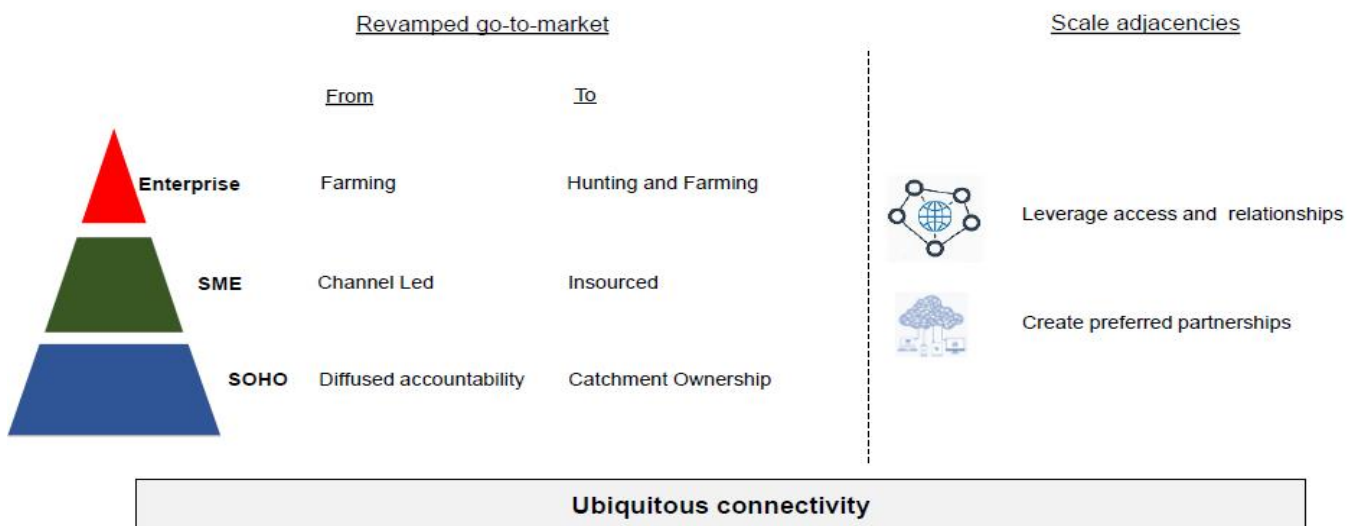 Revamped go-to-market
Scale adjacencies
From
To
Enterprise
Farming
Hunting and Farming
SME
Channel Led
Insourced
SOHO
Diffused accountability
Catchment Ownership
Leverage access and relationships
Create preferred partnerships
Ubiquitous connectivity